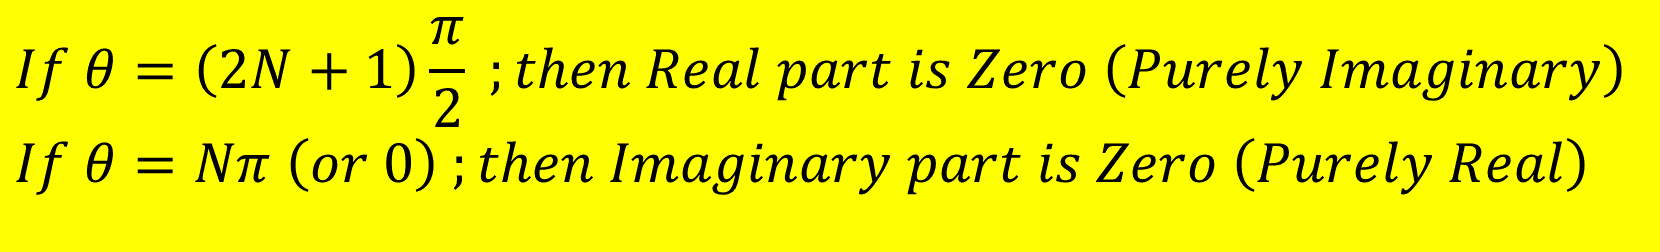 If θ = (2N + 1) π/2 ; then Real part is Zero (Purely Imaginary)
If θ = Nπ (or 0) ; then Imaginary part is Zero (Purely Real)